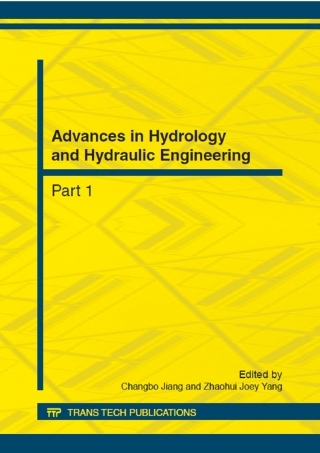 Advances in Hydrology
and Hydraulic Engineering
Part 1
Edited by
Changbo Jiang and Zhaohui Joey Yang
TTP TRANS TECH PUBLICATIONS